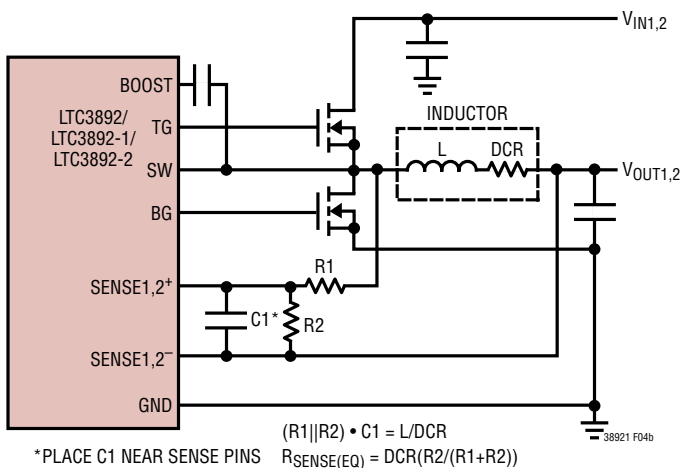 V_IN1,2
BOOST
LTC3892/
LTC3892-1/
LTC3892-2
TG
INDUCTOR
L
DCR
SW
V_OUT1,2
BG
R1
SENSE1,2⁺
C1*
R2
SENSE1,2⁻
GND
(R1||R2) • C1 = L/DCR
38921 F04b
*PLACE C1 NEAR SENSE PINS
R_SENSE(EQ) = DCR(R2/(R1+R2))